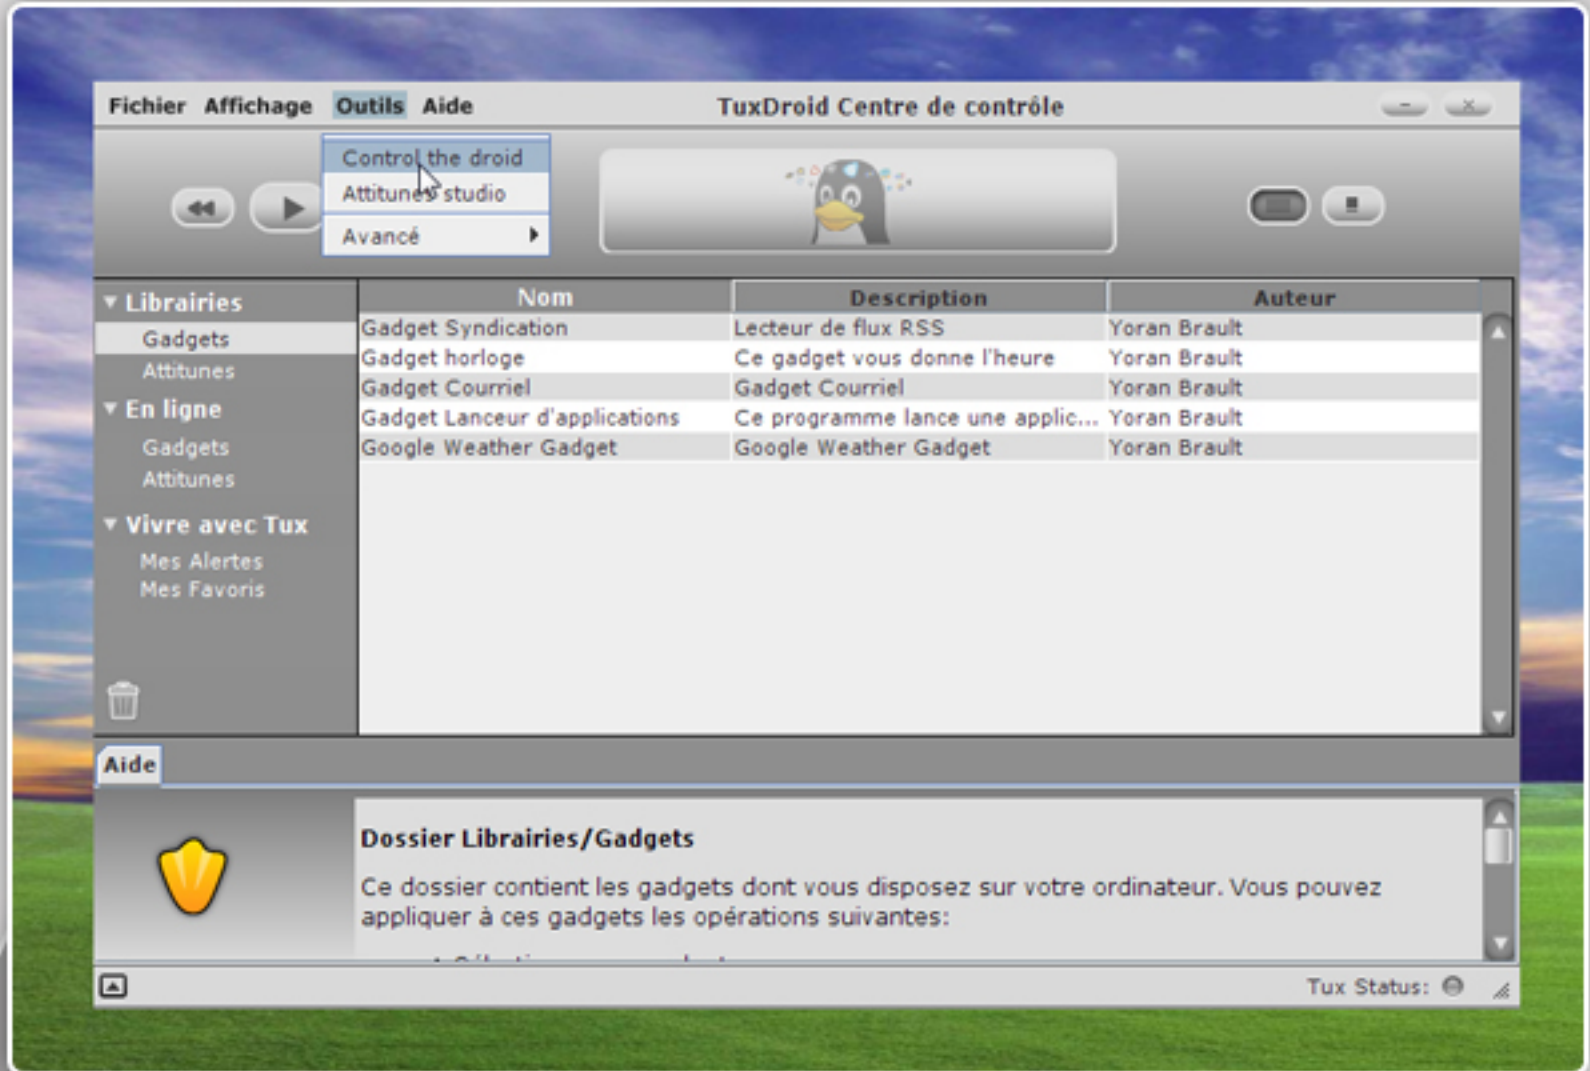 Fichier Affichage Outils Aide TuxDroid Centre de contrôle
Control the droid
Attitunes studio
Avancé
Librairies
Gadgets
Attitunes
En ligne
Gadgets
Attitunes
Vivre avec Tux
Mes Alertes
Mes Favoris
Nom Description Auteur
Gadget Syndication Lecteur de flux RSS Yoran Brault
Gadget horloge Ce gadget vous donne l'heure Yoran Brault
Gadget Courriel Gadget Courriel Yoran Brault
Gadget Lanceur d'applications Ce programme lance une applic... Yoran Brault
Google Weather Gadget Google Weather Gadget Yoran Brault
Aide
Dossier Librairies/Gadgets
Ce dossier contient les gadgets dont vous disposez sur votre ordinateur. Vous pouvez
appliquer à ces gadgets les opérations suivantes:
Tux Status: